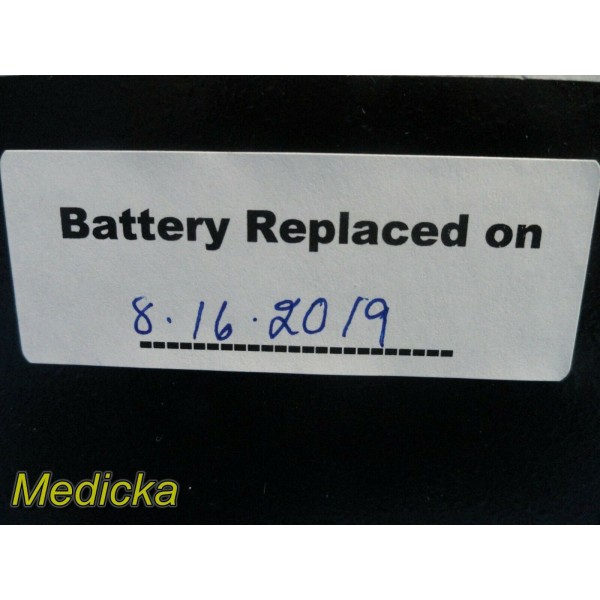 Battery Replaced on
8.16.2019
Medicka